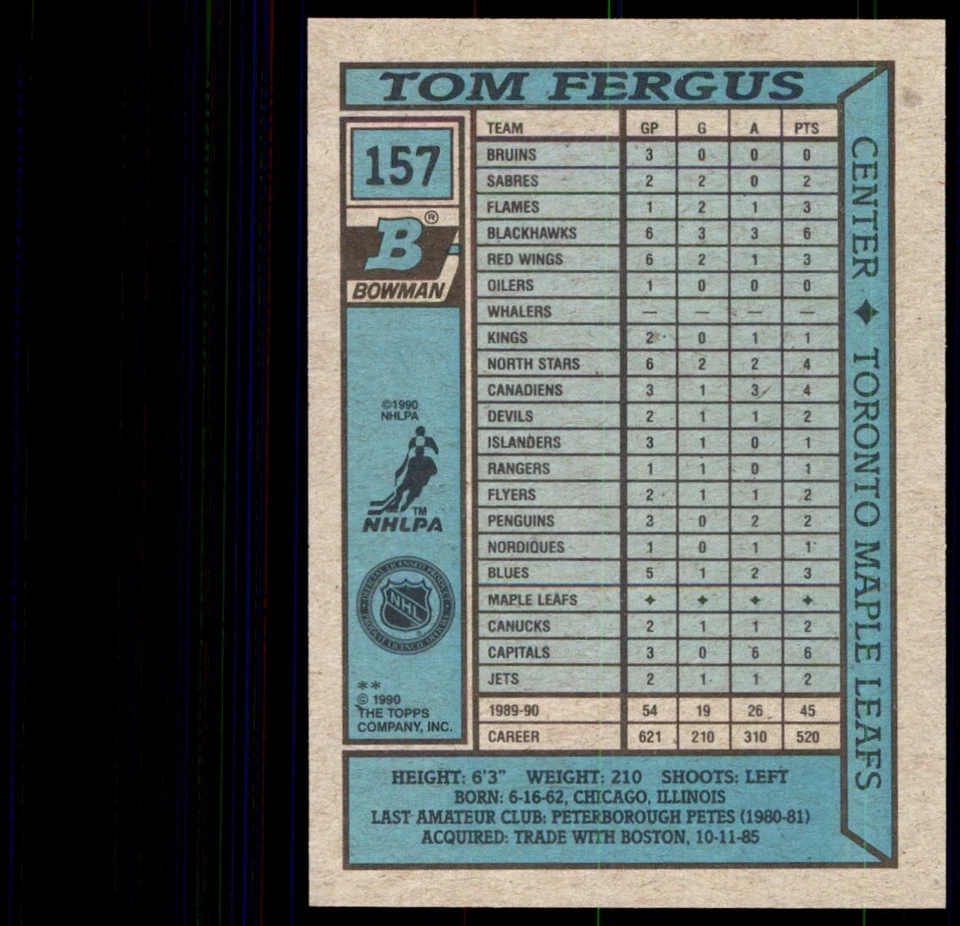 TOM FERGUS
157
B®
BOWMAN
©1990
NHLPA
TM
NHLPA
NHL
**
© 1990
THE TOPPS
COMPANY, INC.
TEAM GP G A PTS
BRUINS 3 0 0 0
SABRES 2 2 0 2
FLAMES 1 2 1 3
BLACKHAWKS 6 3 3 6
RED WINGS 6 2 1 3
OILERS 1 0 0 0
WHALERS — — — —
KINGS 2 0 1 1
NORTH STARS 6 2 2 4
CANADIENS 3 1 3 4
DEVILS 2 1 1 2
ISLANDERS 3 1 0 1
RANGERS 1 1 0 1
FLYERS 2 1 1 2
PENGUINS 3 0 2 2
NORDIQUES 1 0 1 1
BLUES 5 1 2 3
MAPLE LEAFS ✦ ✦ ✦ ✦
CANUCKS 2 1 1 2
CAPITALS 3 0 6 6
JETS 2 1 1 2
1989-90 54 19 26 45
CAREER 621 210 310 520
CENTER ♦ TORONTO MAPLE LEAFS
HEIGHT: 6'3" WEIGHT: 210 SHOOTS: LEFT
BORN: 6-16-62, CHICAGO, ILLINOIS
LAST AMATEUR CLUB: PETERBOROUGH PETES (1980-81)
ACQUIRED: TRADE WITH BOSTON, 10-11-85